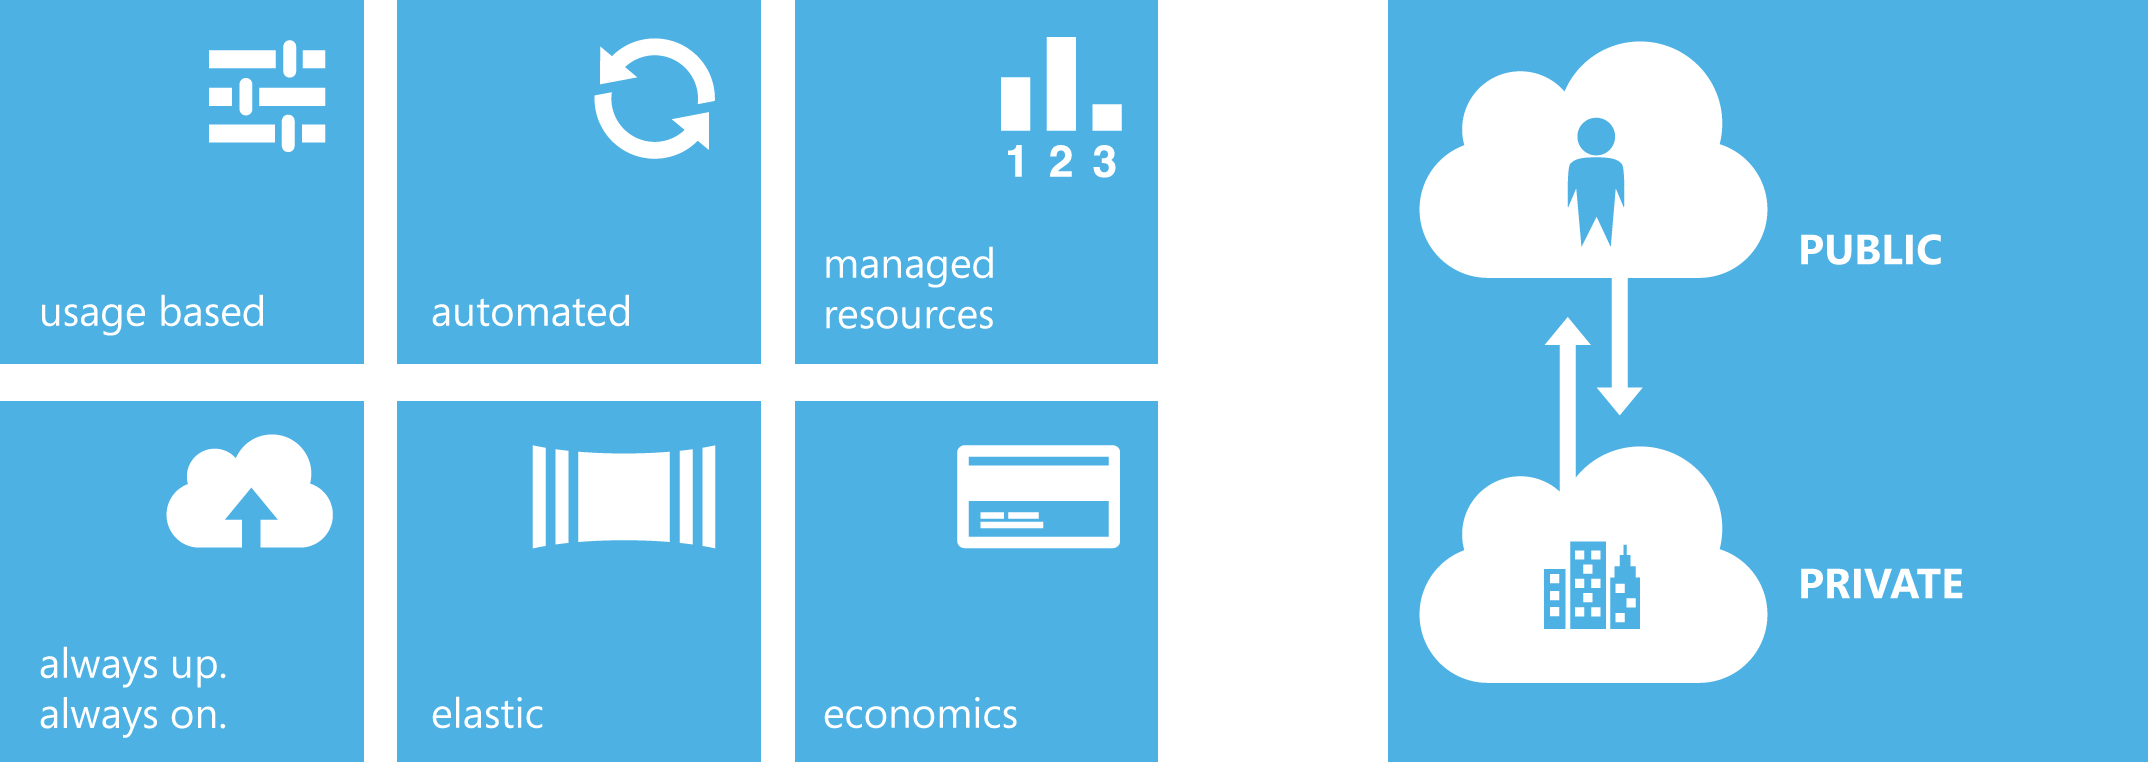 1 2 3
usage based
automated
managed
resources
always up.
always on.
elastic
economics
PUBLIC
PRIVATE